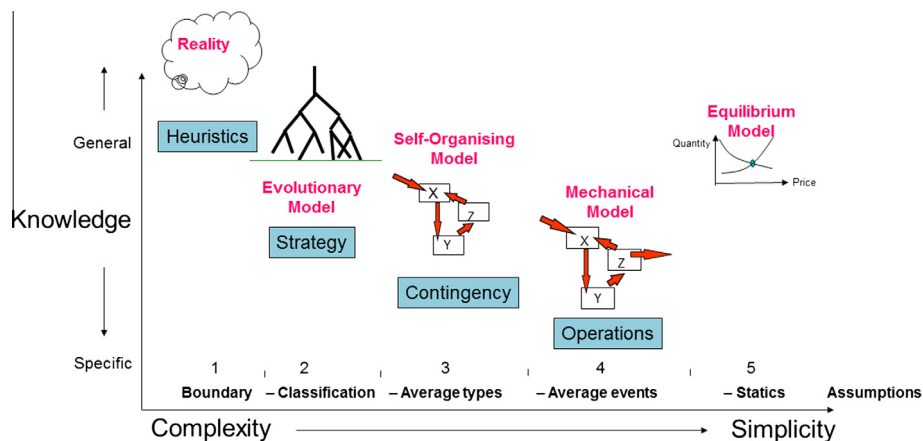 Reality
Equilibrium
Model
General
Heuristics
Self-Organising
Model
Quantity
Price
Evolutionary
Model
Mechanical
Model
X
Z
Y
Knowledge
Strategy
X
Z
Y
Contingency
Operations
Specific
1 2 3 4 5
Boundary – Classification – Average types – Average events – Statics Assumptions
Complexity Simplicity